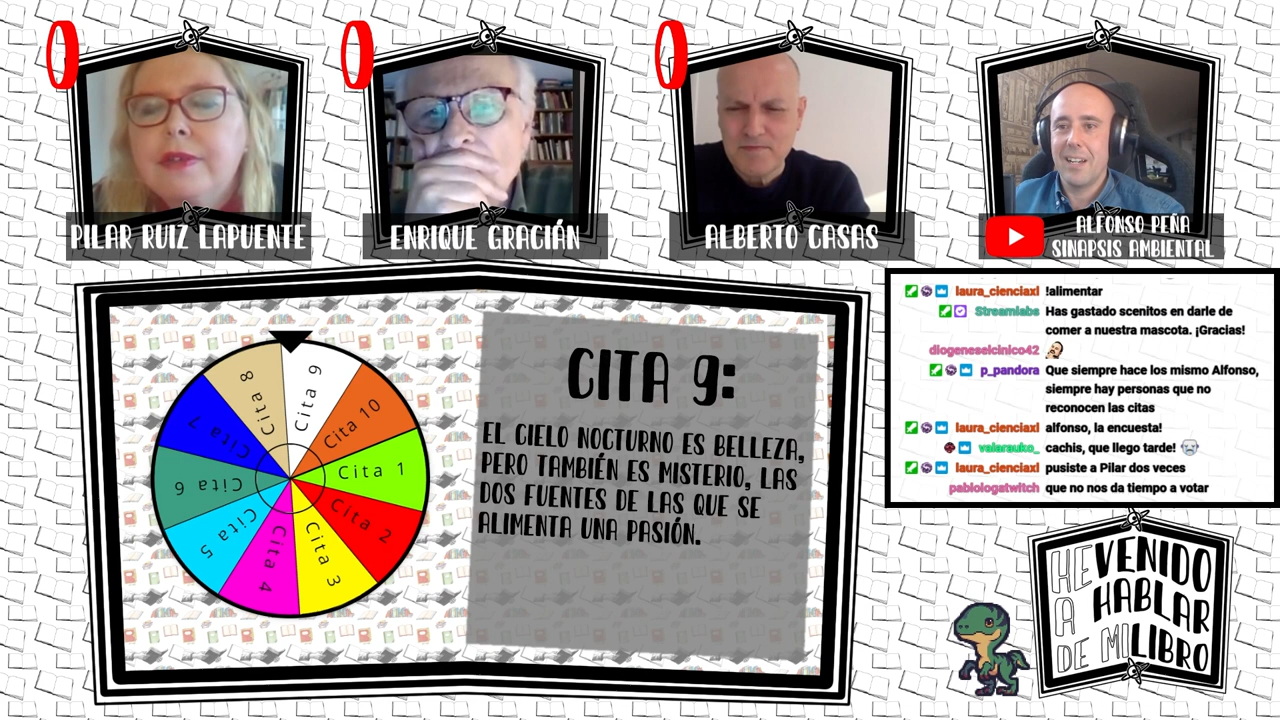 0
0
0
PILAR RUIZ LAPUENTE
ENRIQUE GRACIÁN
ALBERTO CASAS
ALFONSO PEÑA
SINAPSIS AMBIENTAL
Cita 8
Cita 9
Cita 10
Cita 1
Cita 2
Cita 3
Cita 4
Cita 5
Cita 6
Cita 7
CITA 9:
EL CIELO NOCTURNO ES BELLEZA,
PERO TAMBIÉN ES MISTERIO, LAS
DOS FUENTES DE LAS QUE SE
ALIMENTA UNA PASIÓN.
laura_cienciaxl !alimentar
Streamlabs Has gastado scenitos en darle de
comer a nuestra mascota. ¡Gracias!
diogeneselcinico42
p_pandora Que siempre hace los mismo Alfonso,
siempre hay personas que no
reconocen las citas
laura_cienciaxl alfonso, la encuesta!
valarauko_ cachis, que llego tarde!
laura_cienciaxl pusiste a Pilar dos veces
pabiologatwitch que no nos da tiempo a votar
HE VENIDO
A HABLAR
DE MI LIBRO